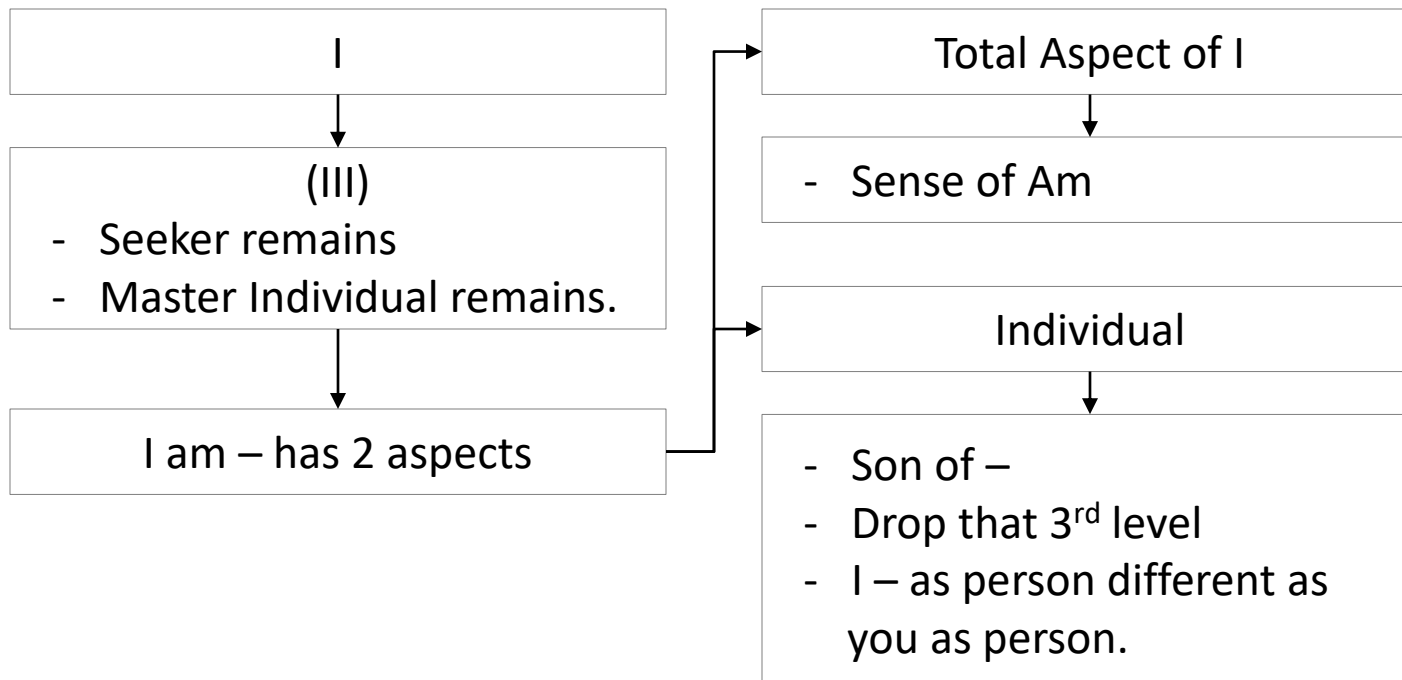 I
(III)
- Seeker remains
- Master Individual remains.
I am – has 2 aspects
Total Aspect of I
- Sense of Am
Individual
- Son of –
- Drop that 3rd level
- I – as person different as
you as person.